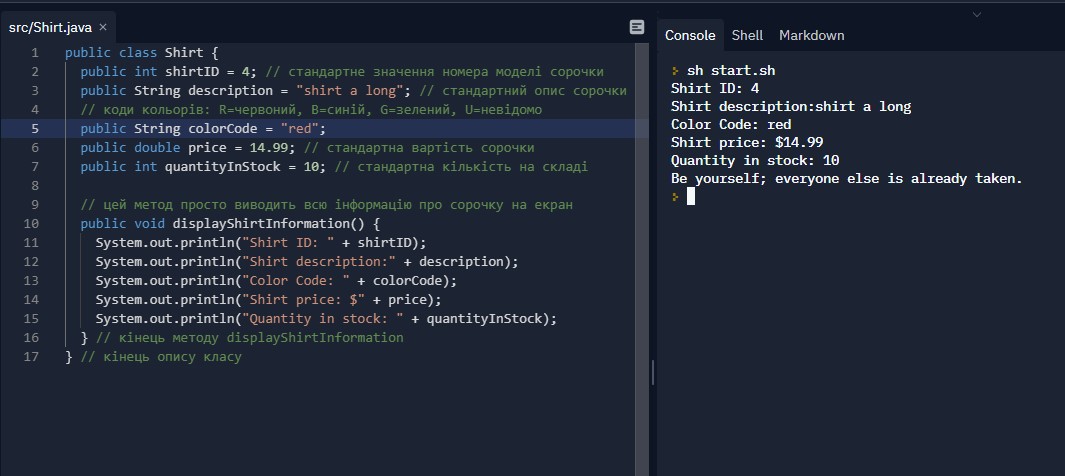 src/Shirt.java ×
1 public class Shirt {
2 public int shirtID = 4; // стандартне значення номера моделі сорочки
3 public String description = "shirt a long"; // стандартний опис сорочки
4 // коди кольорів: R=червоний, B=синій, G=зелений, U=невідомо
5 public String colorCode = "red";
6 public double price = 14.99; // стандартна вартість сорочки
7 public int quantityInStock = 10; // стандартна кількість на складі
8
9 // цей метод просто виводить всю інформацію про сорочку на екран
10 public void displayShirtInformation() {
11 System.out.println("Shirt ID: " + shirtID);
12 System.out.println("Shirt description:" + description);
13 System.out.println("Color Code: " + colorCode);
14 System.out.println("Shirt price: $" + price);
15 System.out.println("Quantity in stock: " + quantityInStock);
16 } // кінець методу displayShirtInformation
17 } // кінець опису класу
Console Shell Markdown
sh start.sh
Shirt ID: 4
Shirt description:shirt a long
Color Code: red
Shirt price: $14.99
Quantity in stock: 10
Be yourself; everyone else is already taken.